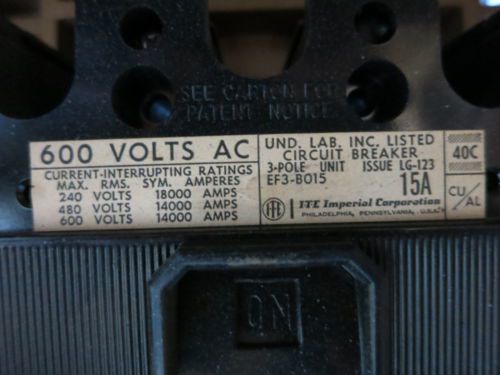 SEE CARTON FOR
PATENT NOTICE
600 VOLTS AC
CURRENT-INTERRUPTING RATINGS
MAX. RMS. SYM. AMPERES
240 VOLTS 18000 AMPS
480 VOLTS 14000 AMPS
600 VOLTS 14000 AMPS
UND. LAB. INC. LISTED
CIRCUIT BREAKER
3-POLE UNIT ISSUE LG-123
EF3-B015 15A
ITE ITE Imperial Corporation
PHILADELPHIA, PENNSYLVANIA, U.S.A.
40C
CU/AL
ON